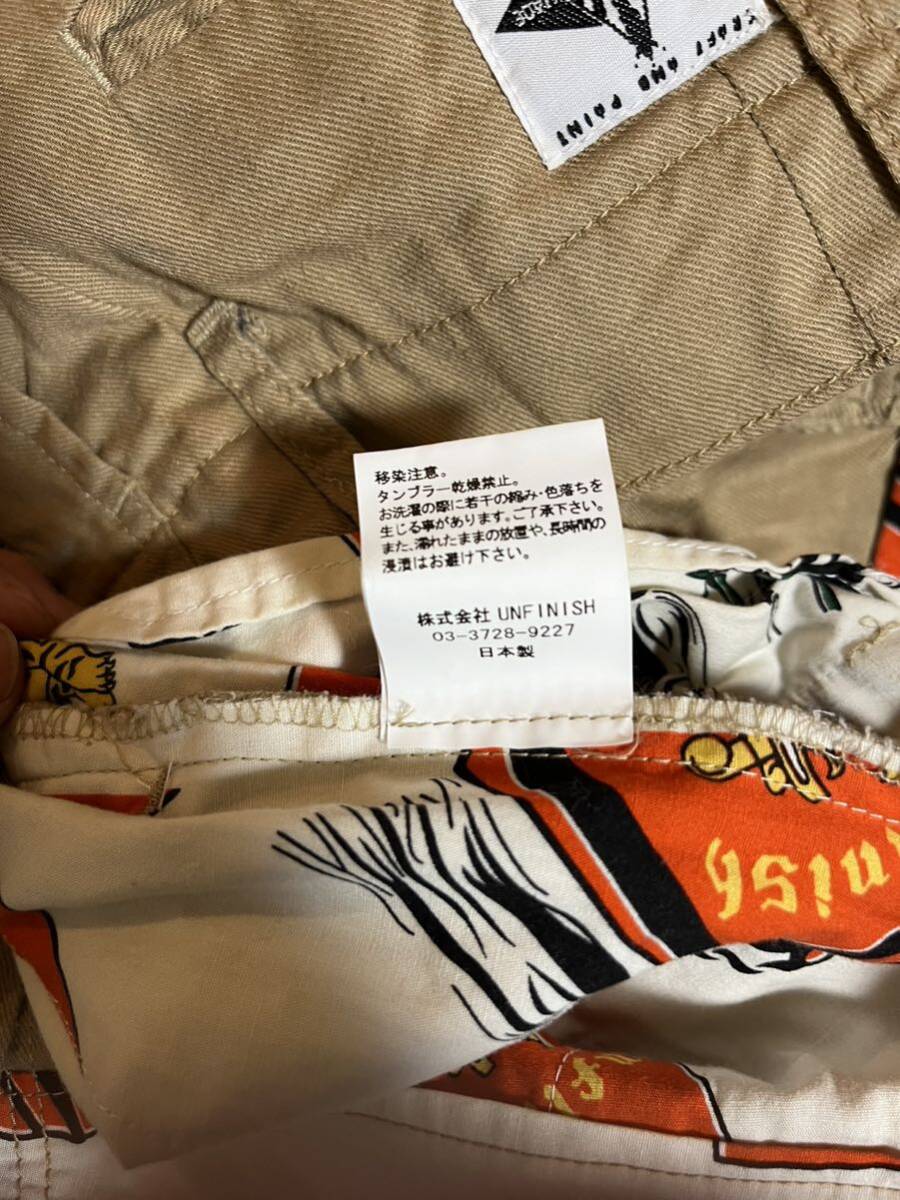 CRAFT AND PAINT
移染注意。
タンブラー乾燥禁止。
お洗濯の際に若干の縮み・色落ちを
生じる事があります。ご了承下さい。
また、濡れたままの放置や、長時間の
浸漬はお避け下さい。
株式会社 UNFINISH
03-3728-9227
日本製
nish